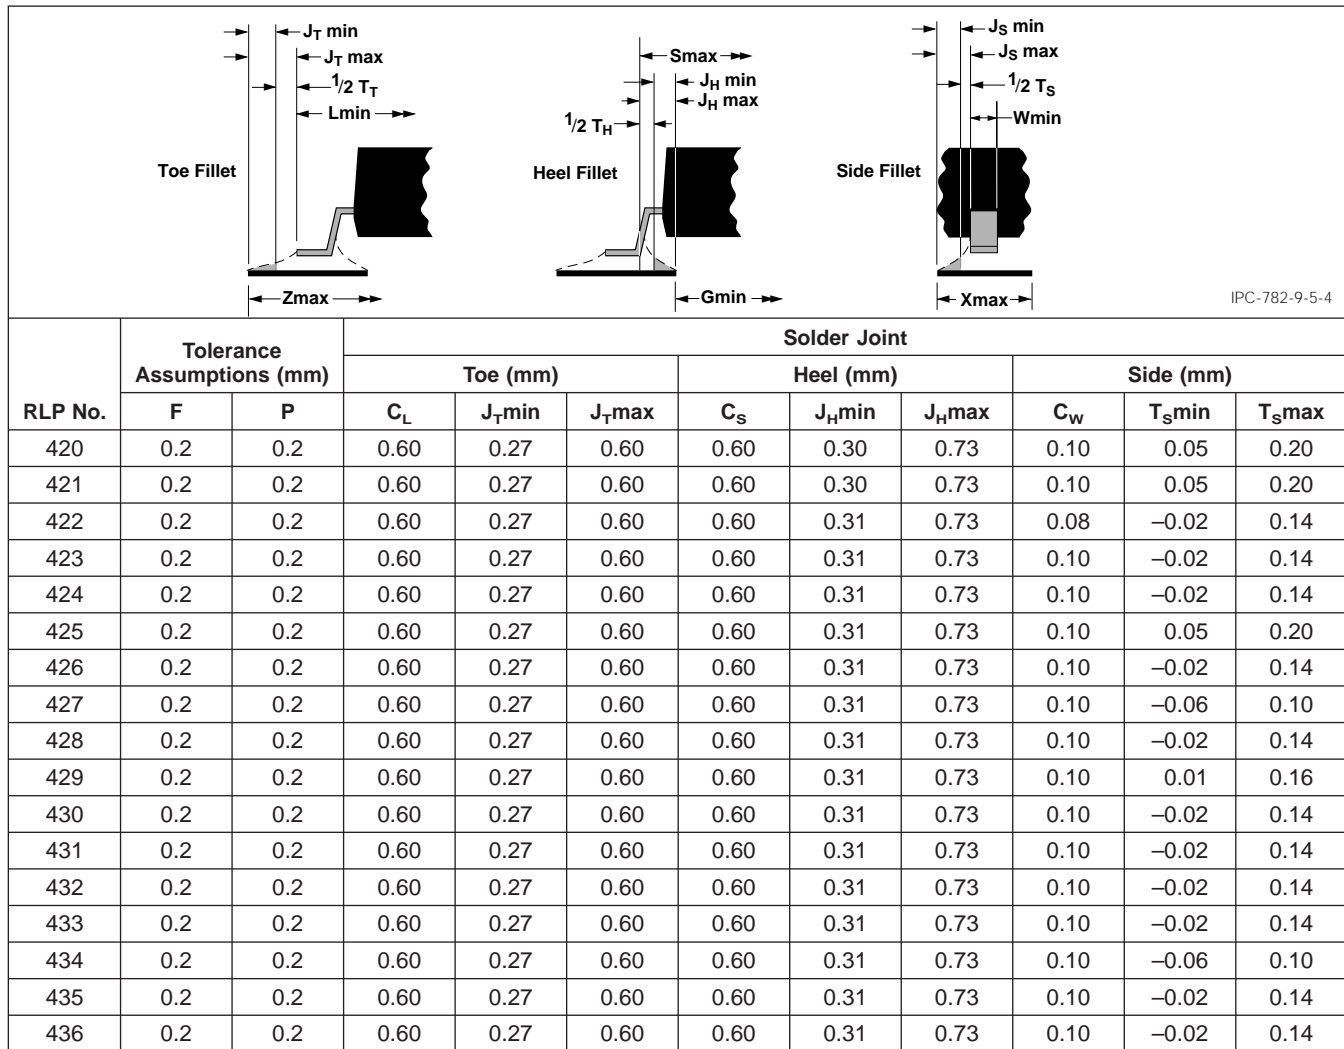 J_T min
J_T max
1/2 T_T
Lmin
Toe Fillet
Zmax
Smax
J_H min
J_H max
1/2 T_H
Heel Fillet
Gmin
J_S min
J_S max
1/2 T_S
Wmin
Side Fillet
Xmax
IPC-782-9-5-4
RLP No. Tolerance Assumptions (mm) Solder Joint
Toe (mm) Heel (mm) Side (mm)
F P C_L J_Tmin J_Tmax C_S J_Hmin J_Hmax C_W T_Smin T_Smax
420 0.2 0.2 0.60 0.27 0.60 0.60 0.30 0.73 0.10 0.05 0.20
421 0.2 0.2 0.60 0.27 0.60 0.60 0.30 0.73 0.10 0.05 0.20
422 0.2 0.2 0.60 0.27 0.60 0.60 0.31 0.73 0.08 –0.02 0.14
423 0.2 0.2 0.60 0.27 0.60 0.60 0.31 0.73 0.10 –0.02 0.14
424 0.2 0.2 0.60 0.27 0.60 0.60 0.31 0.73 0.10 –0.02 0.14
425 0.2 0.2 0.60 0.27 0.60 0.60 0.31 0.73 0.10 0.05 0.20
426 0.2 0.2 0.60 0.27 0.60 0.60 0.31 0.73 0.10 –0.02 0.14
427 0.2 0.2 0.60 0.27 0.60 0.60 0.31 0.73 0.10 –0.06 0.10
428 0.2 0.2 0.60 0.27 0.60 0.60 0.31 0.73 0.10 –0.02 0.14
429 0.2 0.2 0.60 0.27 0.60 0.60 0.31 0.73 0.10 0.01 0.16
430 0.2 0.2 0.60 0.27 0.60 0.60 0.31 0.73 0.10 –0.02 0.14
431 0.2 0.2 0.60 0.27 0.60 0.60 0.31 0.73 0.10 –0.02 0.14
432 0.2 0.2 0.60 0.27 0.60 0.60 0.31 0.73 0.10 –0.02 0.14
433 0.2 0.2 0.60 0.27 0.60 0.60 0.31 0.73 0.10 –0.02 0.14
434 0.2 0.2 0.60 0.27 0.60 0.60 0.31 0.73 0.10 –0.06 0.10
435 0.2 0.2 0.60 0.27 0.60 0.60 0.31 0.73 0.10 –0.02 0.14
436 0.2 0.2 0.60 0.27 0.60 0.60 0.31 0.73 0.10 –0.02 0.14